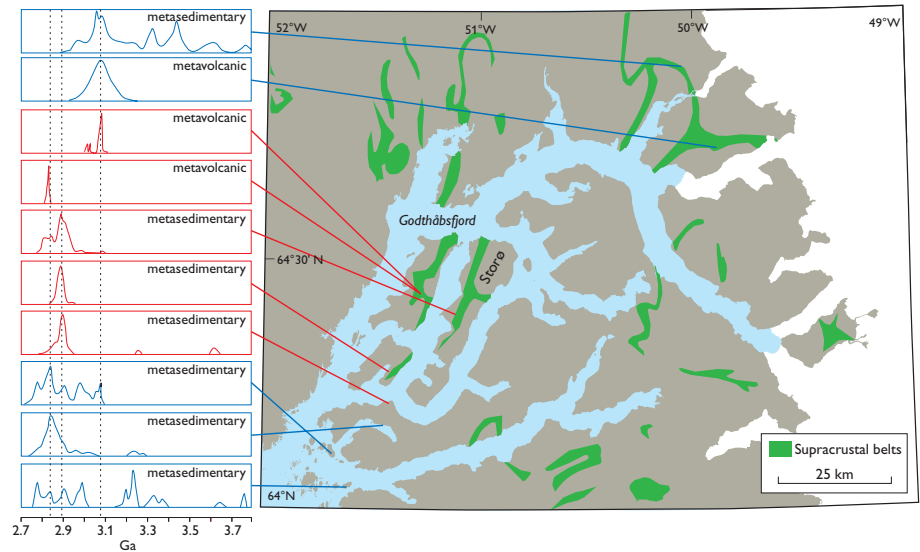 metasedimentary
metavolcanic
metavolcanic
metavolcanic
metasedimentary
metasedimentary
metasedimentary
metasedimentary
metasedimentary
metasedimentary
2.7 2.9 3.1 3.3 3.5 3.7
Ga
52°W
51°W
50°W
49°W
Godthåbsfjord
Storø
64°30' N
64°N
Supracrustal belts
25 km